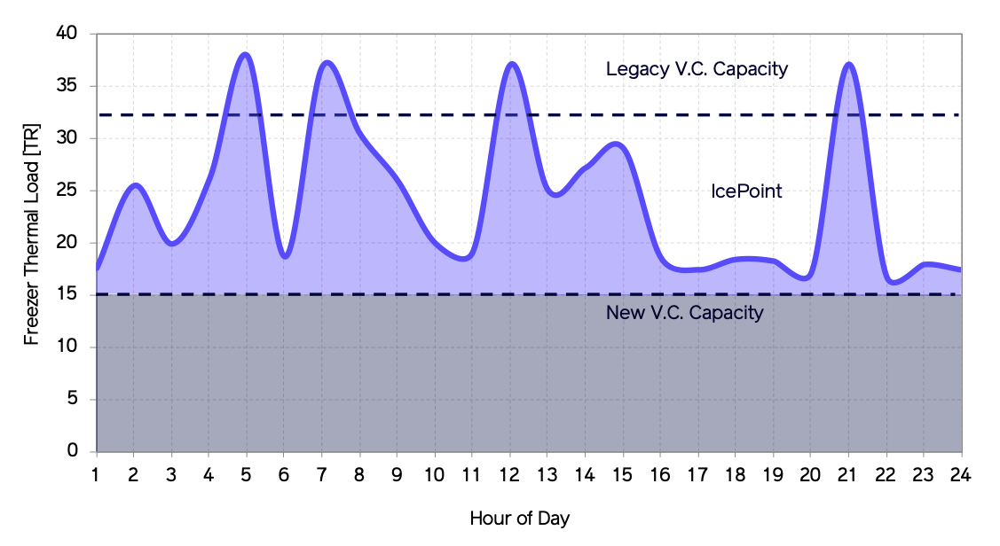 40
35
30
25
20
15
10
5
0
Freezer Thermal Load [TR]
Legacy V.C. Capacity
IcePoint
New V.C. Capacity
1 2 3 4 5 6 7 8 9 10 11 12 13 14 15 16 17 18 19 20 21 22 23 24
Hour of Day